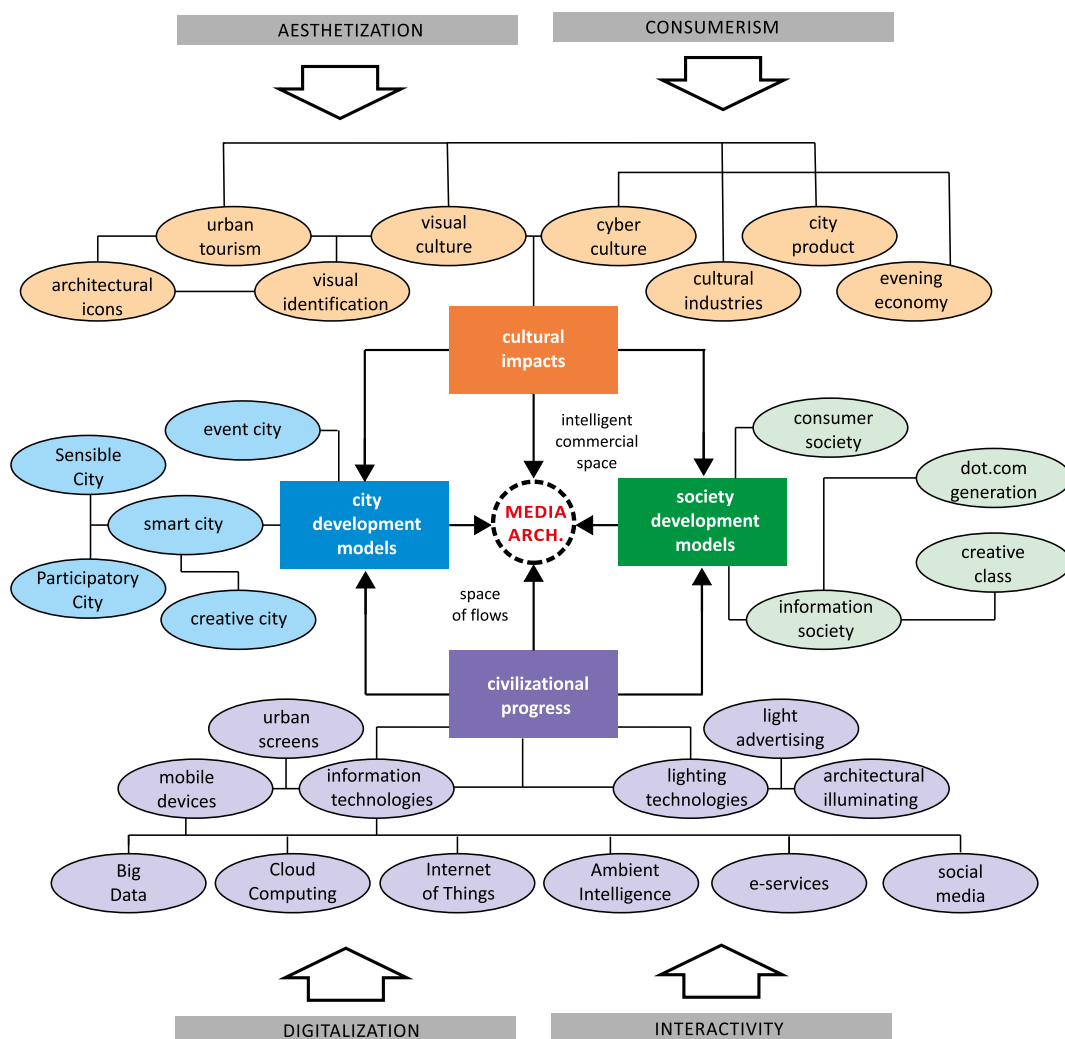 AESTHETIZATION
CONSUMERISM
urban
tourism
visual
culture
cyber
culture
city
product
architectural
icons
visual
identification
cultural
industries
evening
economy
cultural
impacts
event city
intelligent
commercial
space
consumer
society
Sensible
City
dot.com
generation
smart city
city
development
models
MEDIA
ARCH.
society
development
models
Participatory
City
creative city
space
of flows
information
society
creative
class
civilizational
progress
urban
screens
light
advertising
mobile
devices
information
technologies
lighting
technologies
architectural
illuminating
Big
Data
Cloud
Computing
Internet
of Things
Ambient
Intelligence
e-services
social
media
DIGITALIZATION
INTERACTIVITY